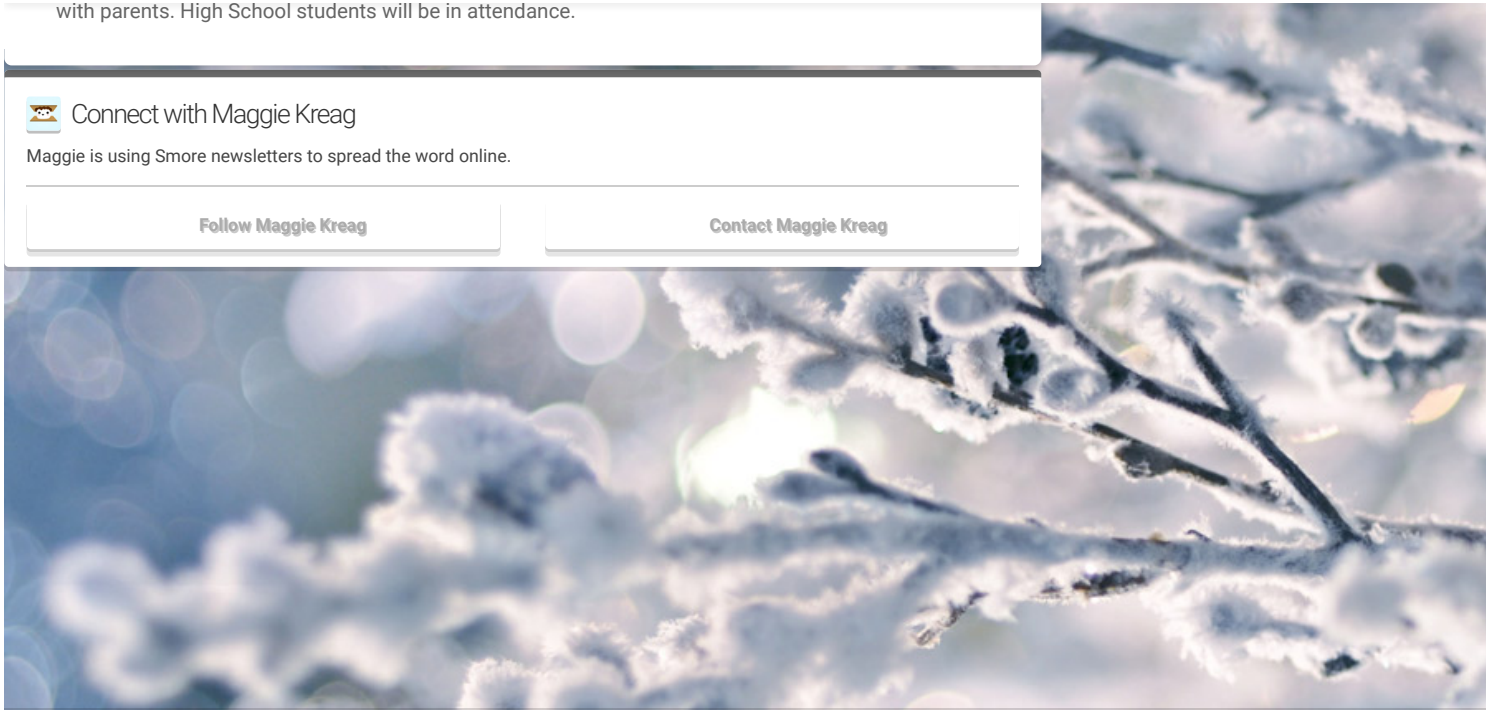 with parents. High School students will be in attendance.
Connect with Maggie Kreag
Maggie is using Smore newsletters to spread the word online.
Follow Maggie Kreag
Contact Maggie Kreag